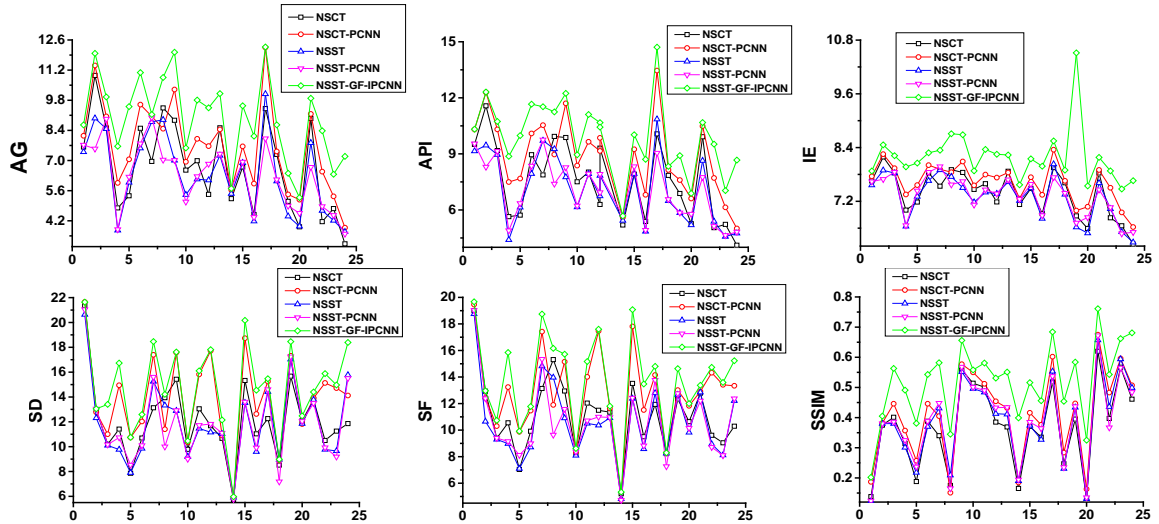 NSCT
NSCT-PCNN
NSST
NSST-PCNN
NSST-GF-IPCNN
AG
12.6
11.2
9.8
8.4
7.0
5.6
4.2
0 5 10 15 20 25
NSCT
NSCT-PCNN
NSST
NSST-PCNN
NSST-GF-IPCNN
API
15
12
9
6
0 5 10 15 20 25
NSCT
NSCT-PCNN
NSST
NSST-PCNN
NSST-GF-IPCNN
IE
10.8
9.6
8.4
7.2
0 5 10 15 20 25
NSCT
NSCT-PCNN
NSST
NSST-PCNN
NSST-GF-IPCNN
SD
22
20
18
16
14
12
10
8
6
0 5 10 15 20 25
NSCT
NSCT-PCNN
NSST
NSST-PCNN
NSST-GF-IPCNN
SF
20
18
16
14
12
10
8
6
0 5 10 15 20 25
NSCT
NSCT-PCNN
NSST
NSST-PCNN
NSST-GF-IPCNN
SSIM
0.8
0.7
0.6
0.5
0.4
0.3
0.2
0 5 10 15 20 25